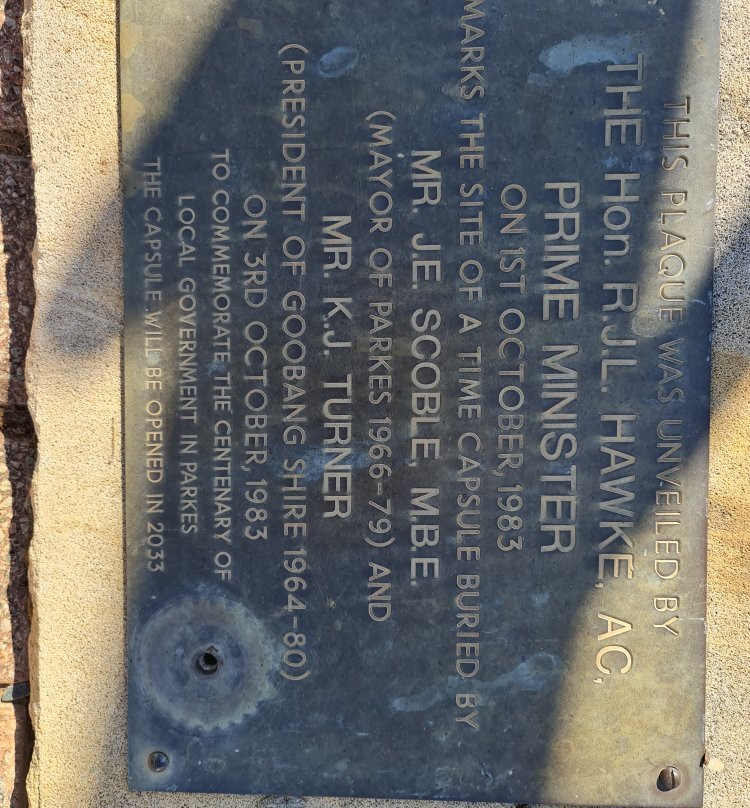 THIS PLAQUE WAS UNVEILED BY
THE Hon. R.J.L. HAWKE, AC,
PRIME MINISTER
ON 1ST OCTOBER, 1983
MARKS THE SITE OF A TIME CAPSULE BURIED BY
MR. J.E. SCOBLE, M.B.E.
(MAYOR OF PARKES 1966-79) AND
MR. K.J. TURNER
(PRESIDENT OF GOOBANG SHIRE 1964-80)
ON 3RD OCTOBER, 1983
TO COMMEMORATE THE CENTENARY OF
LOCAL GOVERNMENT IN PARKES
THE CAPSULE WILL BE OPENED IN 2033